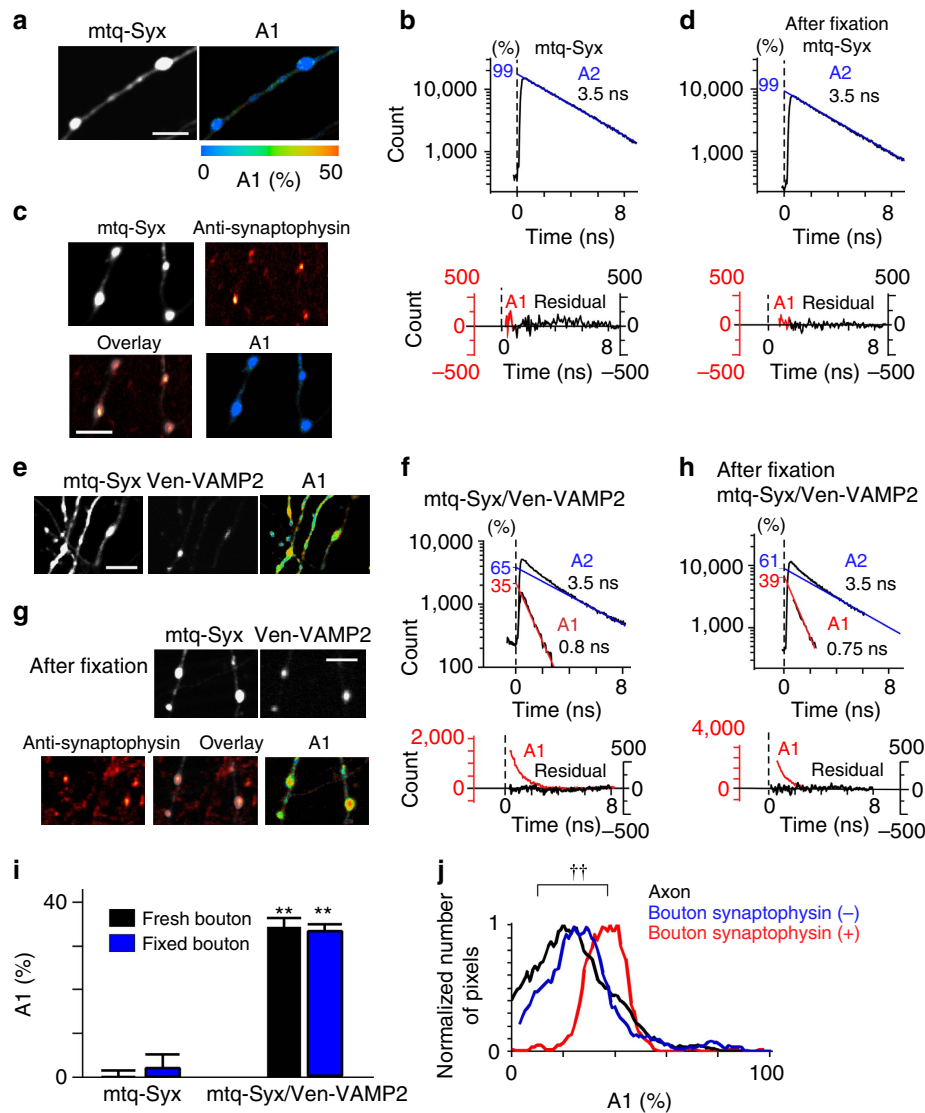 a
mtq-Syx
A1
0
50
A1 (%)
b
(%)
mtq-Syx
99
A2
3.5 ns
10,000
1,000
Count
0
8
Time (ns)
500
500
A1
Residual
Count
0
0
0
8
–500
Time (ns)
–500
d
After fixation
(%)
mtq-Syx
99
A2
3.5 ns
10,000
1,000
0
8
Time (ns)
500
500
A1
Residual
0
0
0
8
–500
Time (ns)
–500
c
mtq-Syx
Anti-synaptophysin
Overlay
A1
e
mtq-Syx Ven-VAMP2
A1
g
After fixation
mtq-Syx
Ven-VAMP2
Anti-synaptophysin
Overlay
A1
f
mtq-Syx/Ven-VAMP2
(%)
10,000
65
A2
35
3.5 ns
1,000
A1
0.8 ns
Count
100
0
8
Time (ns)
2,000
500
A1
Residual
Count
0
0
0
8
Time (ns)
–500
h
After fixation
mtq-Syx/Ven-VAMP2
(%)
10,000
61
A2
39
3.5 ns
1,000
A1
0.75 ns
0
8
Time (ns)
4,000
500
A1
Residual
0
0
0
8
Time (ns)
–500
i
40
Fresh bouton
Fixed bouton
**
**
A1 (%)
0
mtq-Syx
mtq-Syx/Ven-VAMP2
j
††
Axon
Bouton synaptophysin (–)
Bouton synaptophysin (+)
1
Normalized number
of pixels
0
0
100
A1 (%)